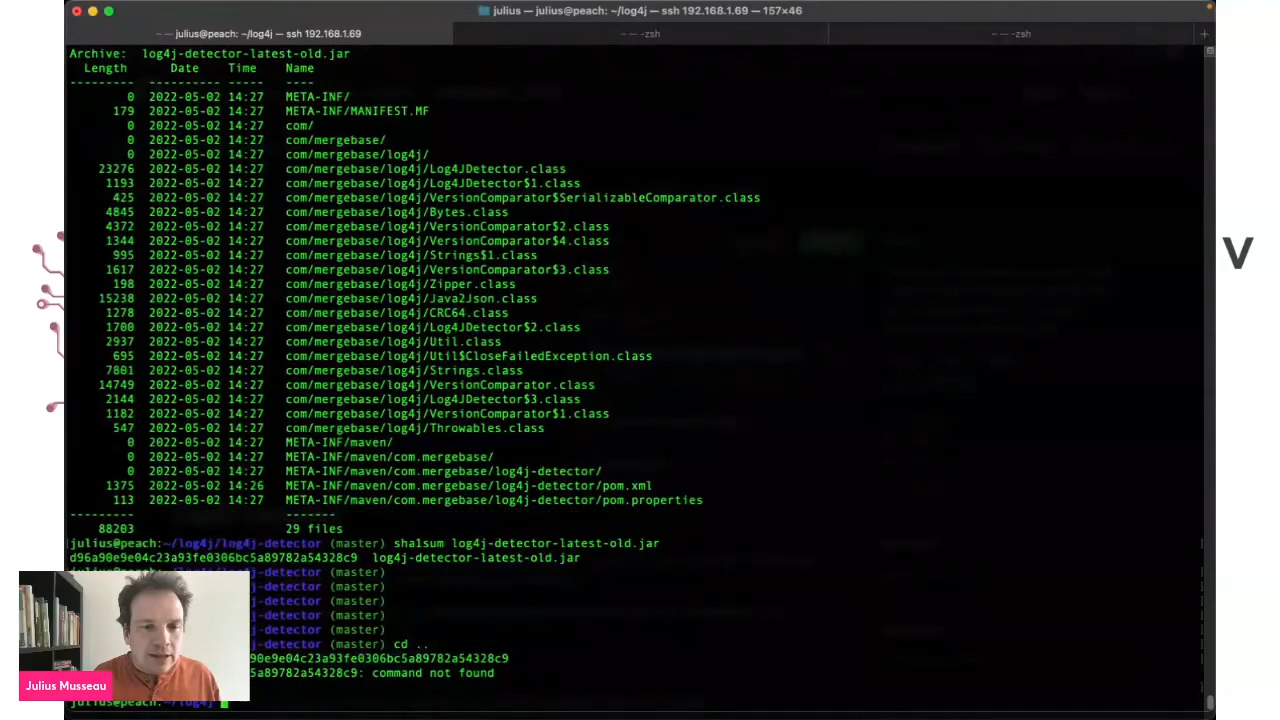 julius — julius@peach: ~/log4j — ssh 192.168.1.69 — 157×46
~ — julius@peach: ~/log4j — ssh 192.168.1.69
~ — -zsh
~ — -zsh
Archive:  log4j-detector-latest-old.jar
Length      Date    Time    Name
---------  ---------- -----   ----
0  2022-05-02 14:27   META-INF/
179  2022-05-02 14:27   META-INF/MANIFEST.MF
0  2022-05-02 14:27   com/
0  2022-05-02 14:27   com/mergebase/
0  2022-05-02 14:27   com/mergebase/log4j/
23276  2022-05-02 14:27   com/mergebase/log4j/Log4JDetector.class
1193  2022-05-02 14:27   com/mergebase/log4j/Log4JDetector$1.class
425  2022-05-02 14:27   com/mergebase/log4j/VersionComparator$SerializableComparator.class
4845  2022-05-02 14:27   com/mergebase/log4j/Bytes.class
4372  2022-05-02 14:27   com/mergebase/log4j/VersionComparator$2.class
1344  2022-05-02 14:27   com/mergebase/log4j/VersionComparator$4.class
995  2022-05-02 14:27   com/mergebase/log4j/Strings$1.class
1617  2022-05-02 14:27   com/mergebase/log4j/VersionComparator$3.class
198  2022-05-02 14:27   com/mergebase/log4j/Zipper.class
15238  2022-05-02 14:27   com/mergebase/log4j/Java2Json.class
1278  2022-05-02 14:27   com/mergebase/log4j/CRC64.class
1700  2022-05-02 14:27   com/mergebase/log4j/Log4JDetector$2.class
2937  2022-05-02 14:27   com/mergebase/log4j/Util.class
695  2022-05-02 14:27   com/mergebase/log4j/Util$CloseFailedException.class
7801  2022-05-02 14:27   com/mergebase/log4j/Strings.class
14749  2022-05-02 14:27   com/mergebase/log4j/VersionComparator.class
2144  2022-05-02 14:27   com/mergebase/log4j/Log4JDetector$3.class
1182  2022-05-02 14:27   com/mergebase/log4j/VersionComparator$1.class
547  2022-05-02 14:27   com/mergebase/log4j/Throwables.class
0  2022-05-02 14:27   META-INF/maven/
0  2022-05-02 14:27   META-INF/maven/com.mergebase/
0  2022-05-02 14:27   META-INF/maven/com.mergebase/log4j-detector/
1375  2022-05-02 14:26   META-INF/maven/com.mergebase/log4j-detector/pom.xml
113  2022-05-02 14:27   META-INF/maven/com.mergebase/log4j-detector/pom.properties
---------                     -------
88203                     29 files
julius@peach:~/log4j/log4j-detector (master) sha1sum log4j-detector-latest-old.jar
d96a90e9e04c23a93fe0306bc5a89782a54328c9  log4j-detector-latest-old.jar
j-detector (master)
j-detector (master)
j-detector (master)
j-detector (master)
j-detector (master)
j-detector (master) cd ..
90e9e04c23a93fe0306bc5a89782a54328c9
5a89782a54328c9: command not found
julius@peach:~/log4j
Julius Musseau
V